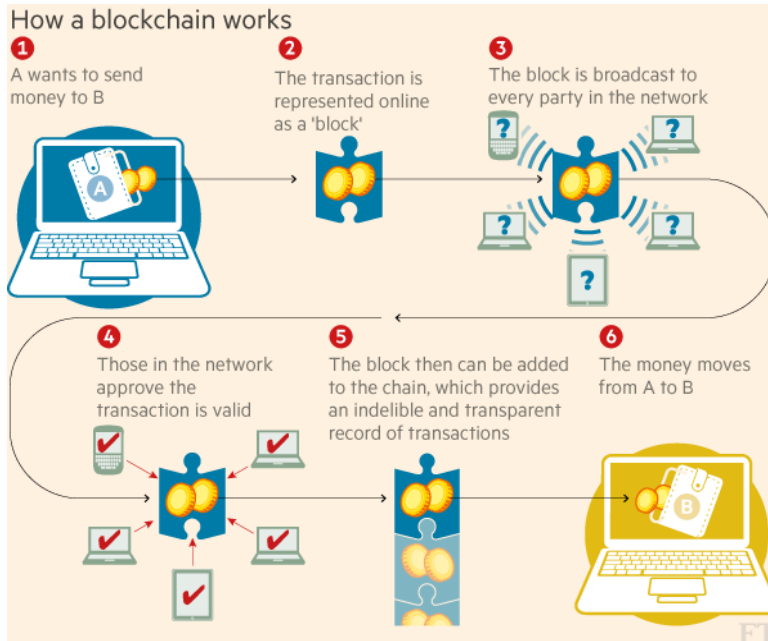 How a blockchain works
1
A wants to send
money to B
2
The transaction is
represented online
as a 'block'
3
The block is broadcast to
every party in the network
A
?
?
?
?
?
4
Those in the network
approve the
transaction is valid
5
The block then can be added
to the chain, which provides
an indelible and transparent
record of transactions
6
The money moves
from A to B
B
FT